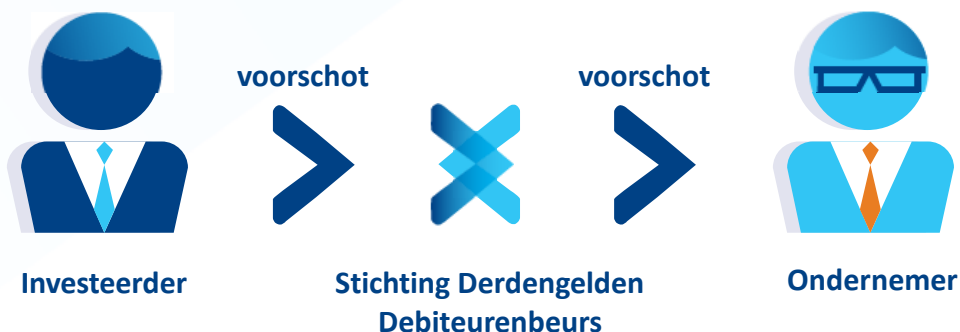 voorschot
voorschot
Investeerder
Stichting Derdengelden
Debiteurenbeurs
Ondernemer